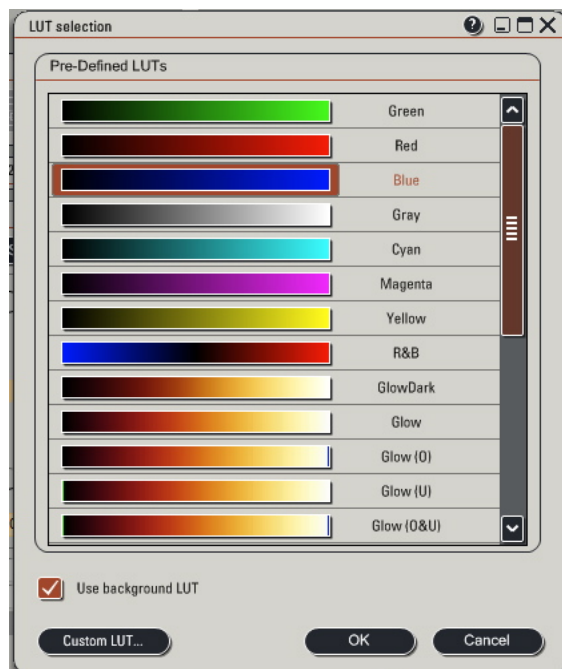 LUT selection
Pre-Defined LUTs
Green
Red
Blue
Gray
Cyan
Magenta
Yellow
R&B
GlowDark
Glow
Glow (O)
Glow (U)
Glow (O&U)
Use background LUT
Custom LUT...
OK
Cancel